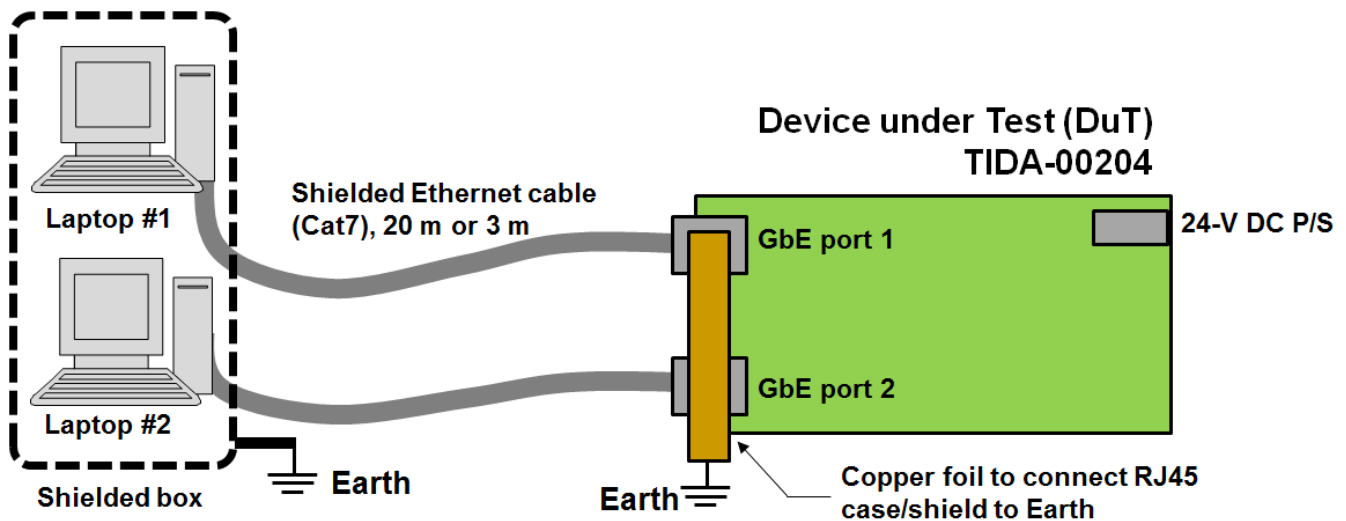 Device under Test (DuT)
TIDA-00204
Shielded Ethernet cable
(Cat7), 20 m or 3 m
Laptop #1
GbE port 1
24-V DC P/S
GbE port 2
Laptop #2
Shielded box
Earth
Earth
Copper foil to connect RJ45
case/shield to Earth